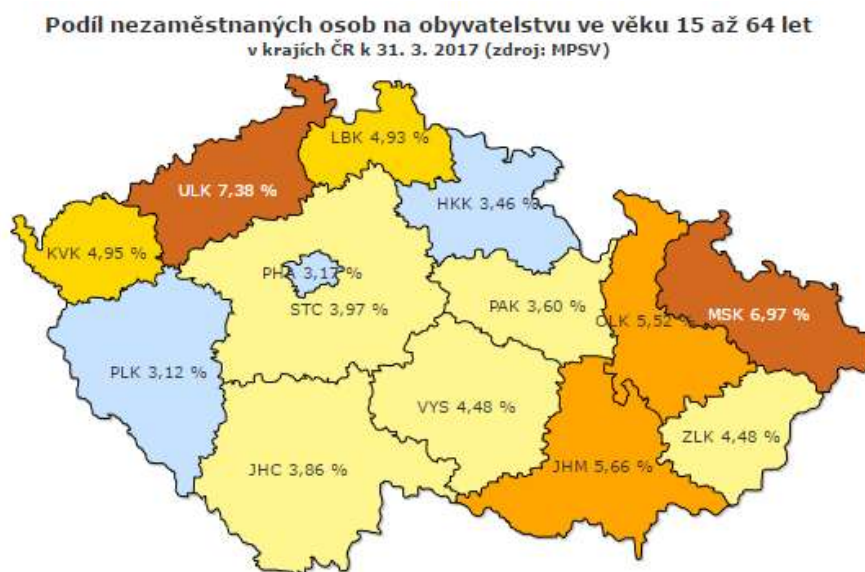 Podíl nezaměstnaných osob na obyvatelstvu ve věku 15 až 64 let
v krajích ČR k 31. 3. 2017 (zdroj: MPSV)
LBK 4,93 %
ULK 7,38 %
HKK 3,46 %
KVK 4,95 %
PHA 3,17 %
STC 3,97 %
PAK 3,60 %
OLK 5,52 %
MSK 6,97 %
PLK 3,12 %
VYS 4,48 %
ZLK 4,48 %
JHC 3,86 %
JHM 5,66 %